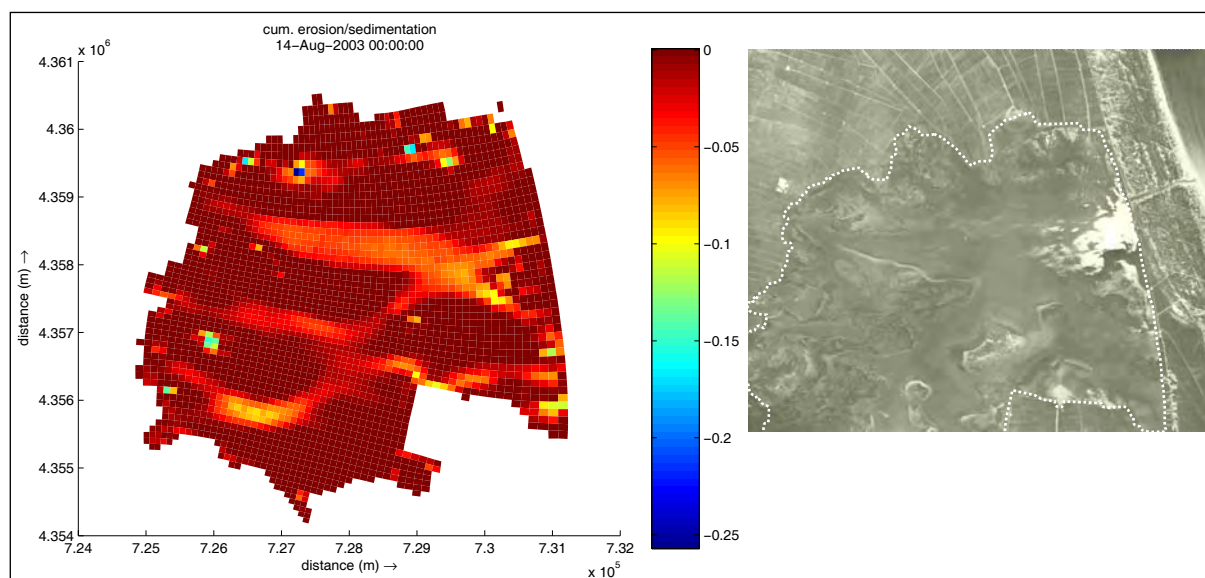 cum. erosion/sedimentation
14−Aug−2003 00:00:00
x 10^6
4.361
4.36
4.359
4.358
4.357
4.356
4.355
4.354
distance (m) →
7.24 7.25 7.26 7.27 7.28 7.29 7.3 7.31 7.32
distance (m) →
x 10^5
0
−0.05
−0.1
−0.15
−0.2
−0.25